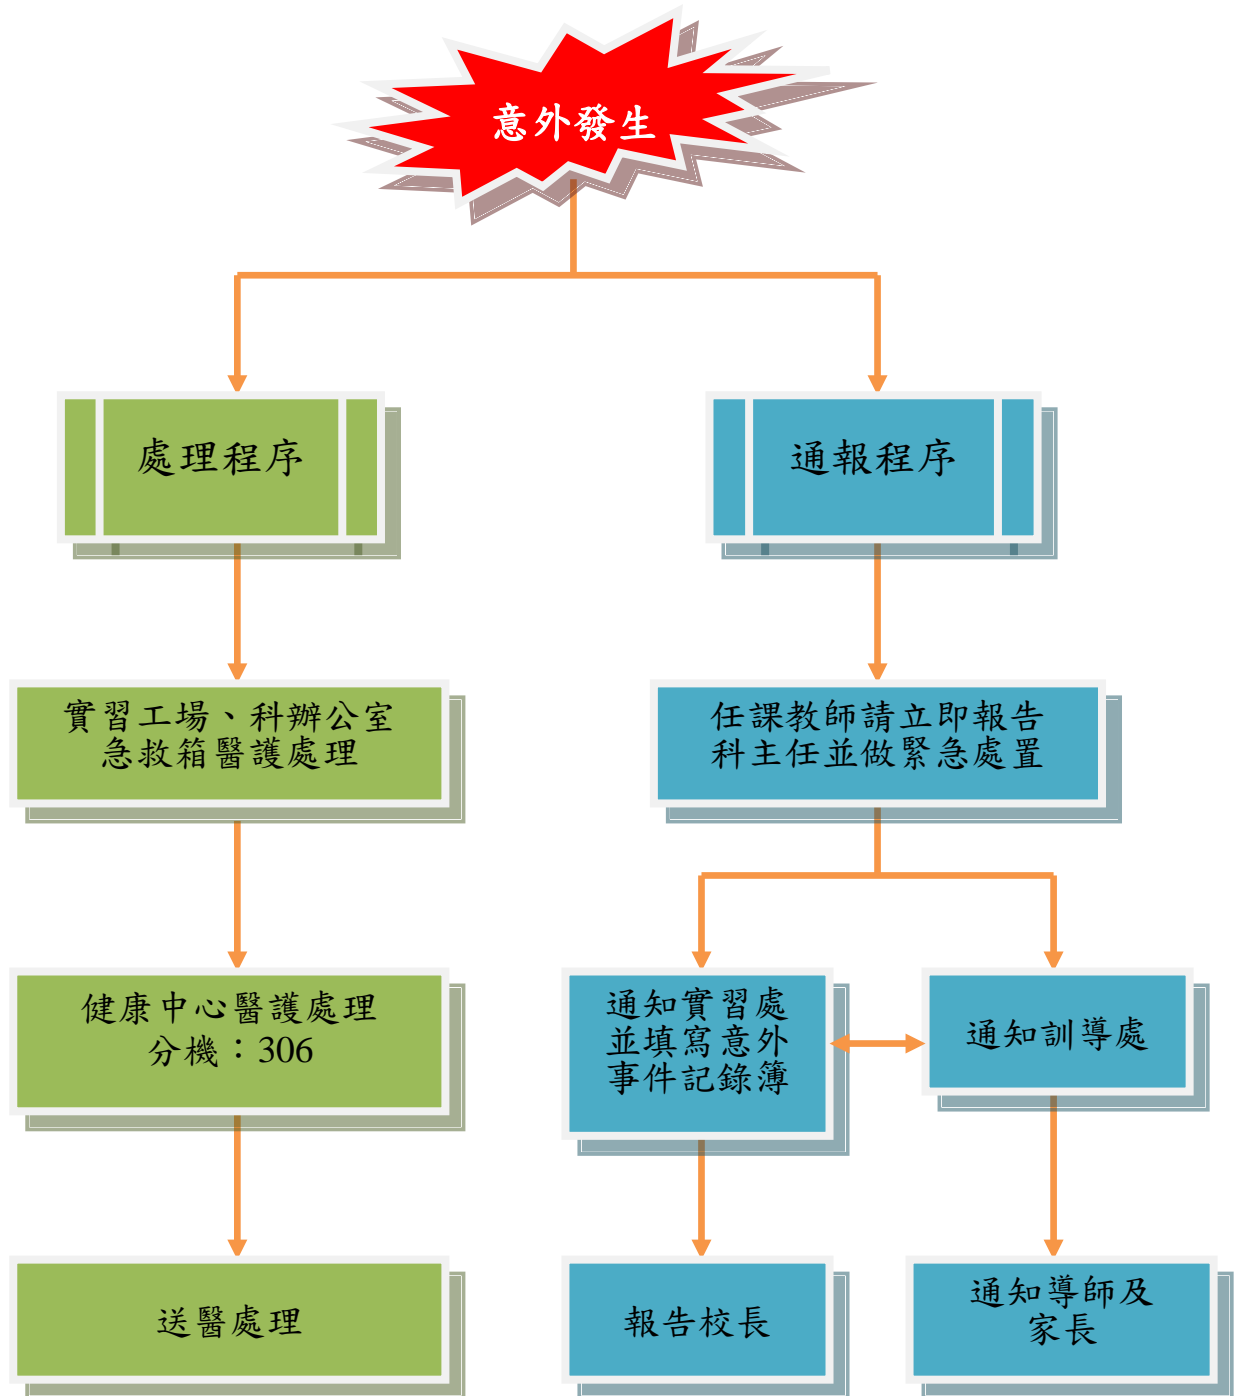 意外發生
處理程序
通報程序
實習工場、科辦公室
急救箱醫護處理
任課教師請立即報告
科主任並做緊急處置
健康中心醫護處理
分機：306
通知實習處
並填寫意外
事件記錄簿
通知訓導處
送醫處理
報告校長
通知導師及
家長